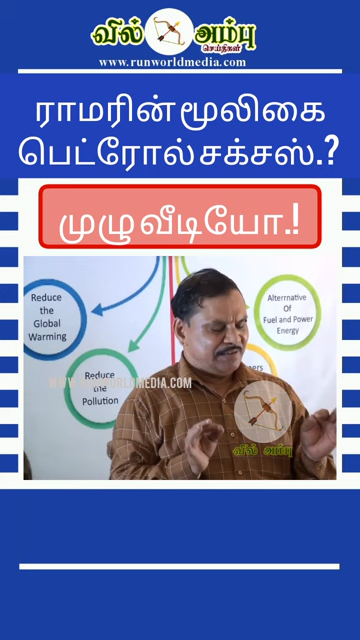 வில் அம்பு
செய்திகள்
www.runworldmedia.com
ராமரின் மூலிகை
பெட்ரோல் சக்சஸ்.?
முழு வீடியோ.!
Reduce
the
Global
Warming
Alterrnative
Of
Fuel and Power
Energy
WWW.RUNWORLDMEDIA.COM
Reduce
the
Pollution
வில் அம்பு